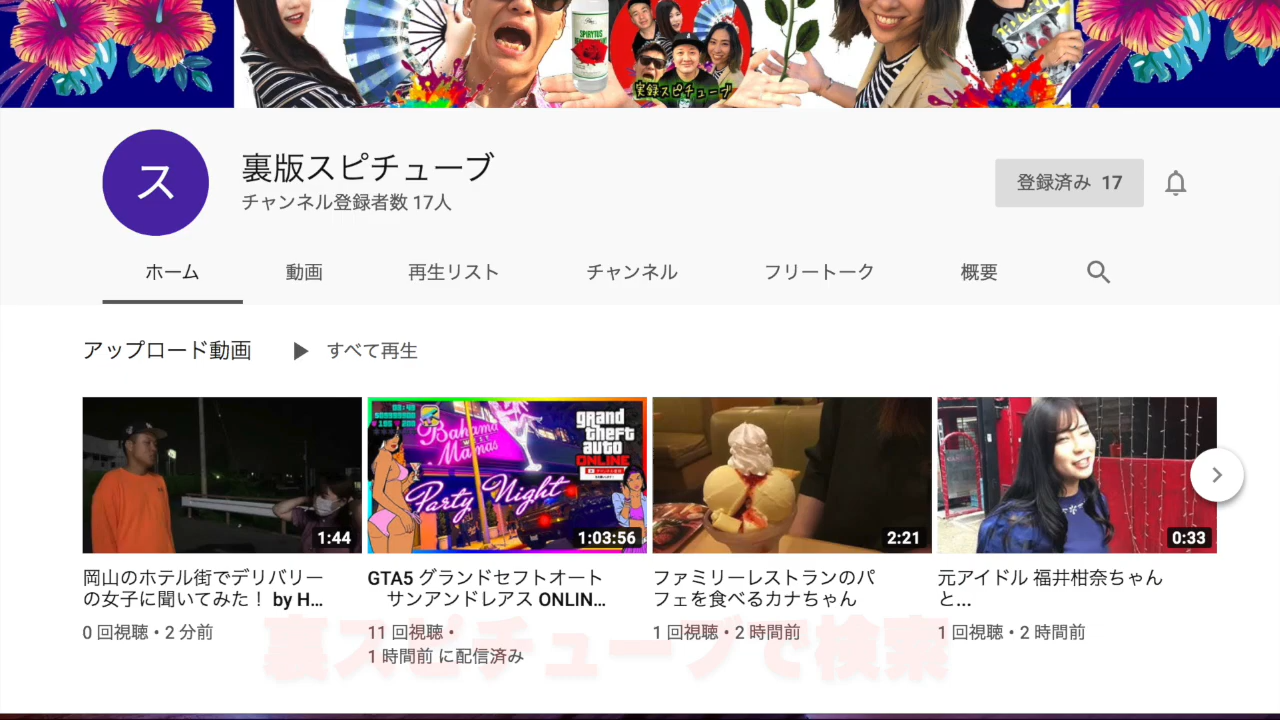 SPIRYTUS
実録スピチューブ
ス
裏版スピチューブ
チャンネル登録者数 17人
登録済み 17
ホーム
動画
再生リスト
チャンネル
フリートーク
概要
アップロード動画
すべて再生
1:44
Bahama
Mamas
grand
theft
auto
ONLINE
Party Night
1:03:56
2:21
0:33
岡山のホテル街でデリバリー
の女子に聞いてみた！ by H...
0 回視聴・2 分前
GTA5 グランドセフトオート
サンアンドレアス ONLIN...
11 回視聴・
1 時間前 に配信済み
ファミリーレストランのパ
フェを食べるカナちゃん
1 回視聴・2 時間前
元アイドル 福井柑奈ちゃん
と...
1 回視聴・2 時間前
裏スピチューブで検索